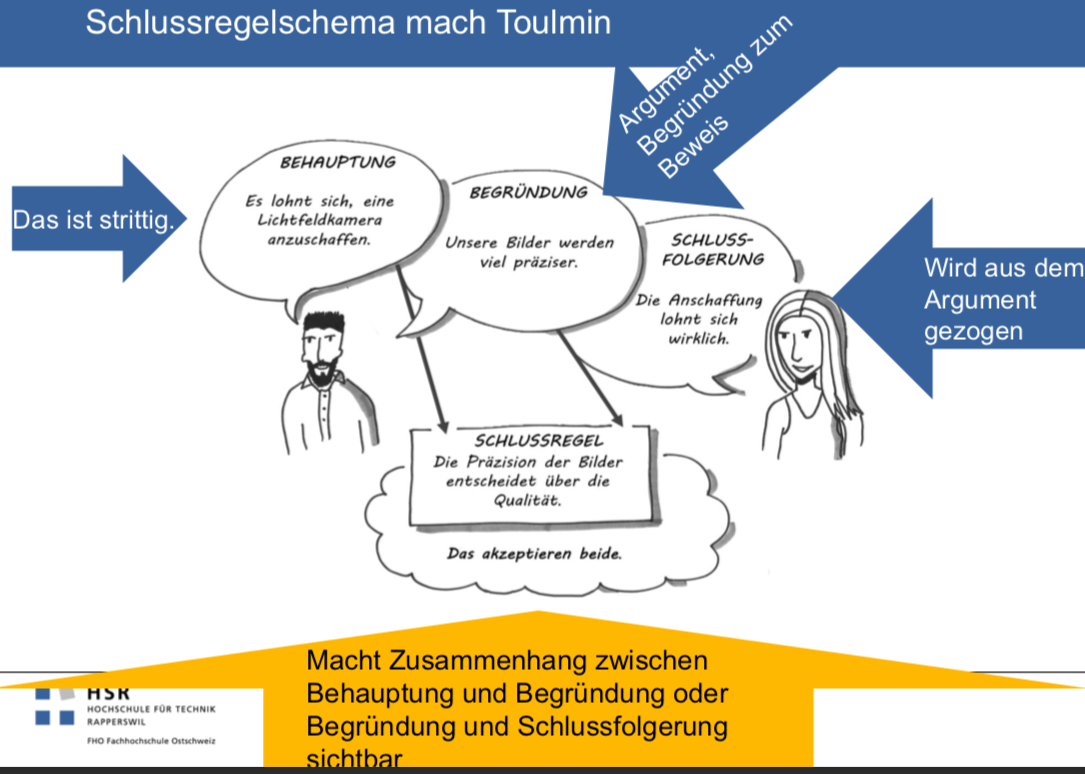 Schlussregelschema mach Toulmin
Argument,
Begründung zum
Beweis
Das ist strittig.
BEHAUPTUNG
Es lohnt sich, eine
Lichtfeldkamera
anzuschaffen.
BEGRÜNDUNG
Unsere Bilder werden
viel präziser.
SCHLUSS-
FOLGERUNG
Die Anschaffung
lohnt sich
wirklich.
Wird aus dem
Argument
gezogen
SCHLUSSREGEL
Die Präzision der Bilder
entscheidet über die
Qualität.
Das akzeptieren beide.
Macht Zusammenhang zwischen
Behauptung und Begründung oder
Begründung und Schlussfolgerung
sichtbar
HSR
HOCHSCHULE FÜR TECHNIK
RAPPERSWIL
FHO Fachhochschule Ostschweiz